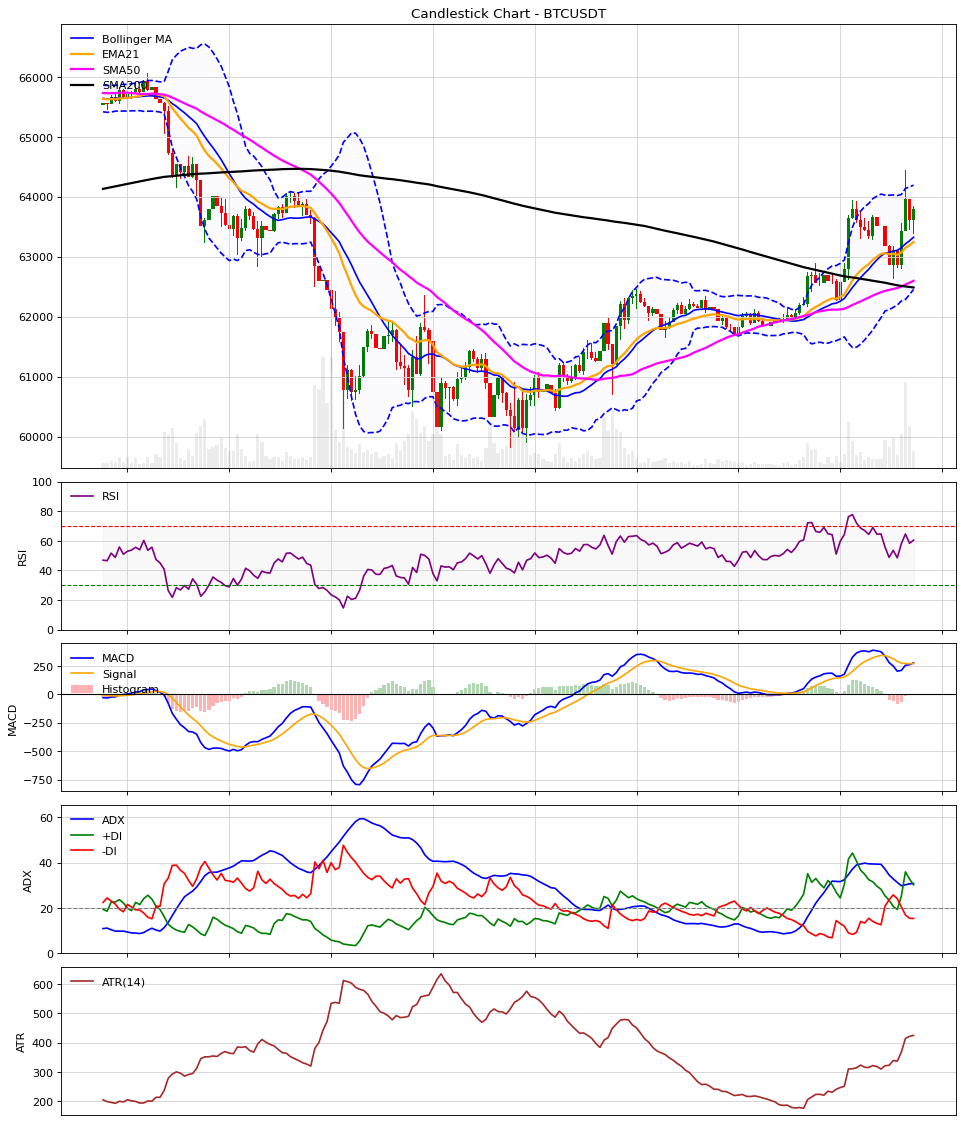 Candlestick Chart - BTCUSDT
Bollinger MA
EMA21
SMA50
SMA200
66000
65000
64000
63000
62000
61000
60000
RSI
100
80
60
40
20
0
RSI
MACD
Signal
Histogram
250
0
−250
−500
−750
MACD
ADX
+DI
-DI
60
40
20
0
ADX
ATR(14)
600
500
400
300
200
ATR